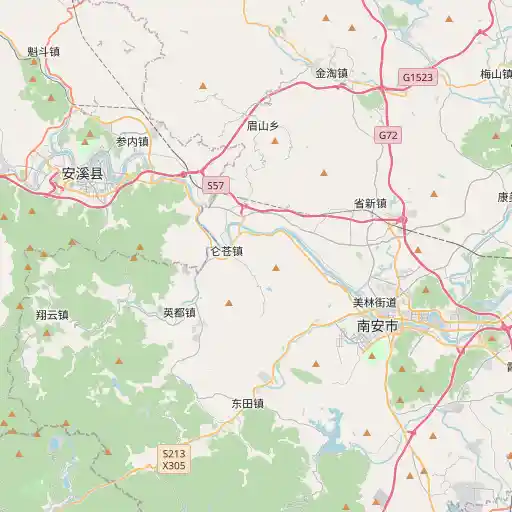 魁斗镇
金淘镇
梅山镇
G1523
眉山乡
G72
参内镇
安溪县
S57
省新镇
康美
仑苍镇
美林街道
翔云镇
英都镇
南安市
霞
东田镇
S213
X305